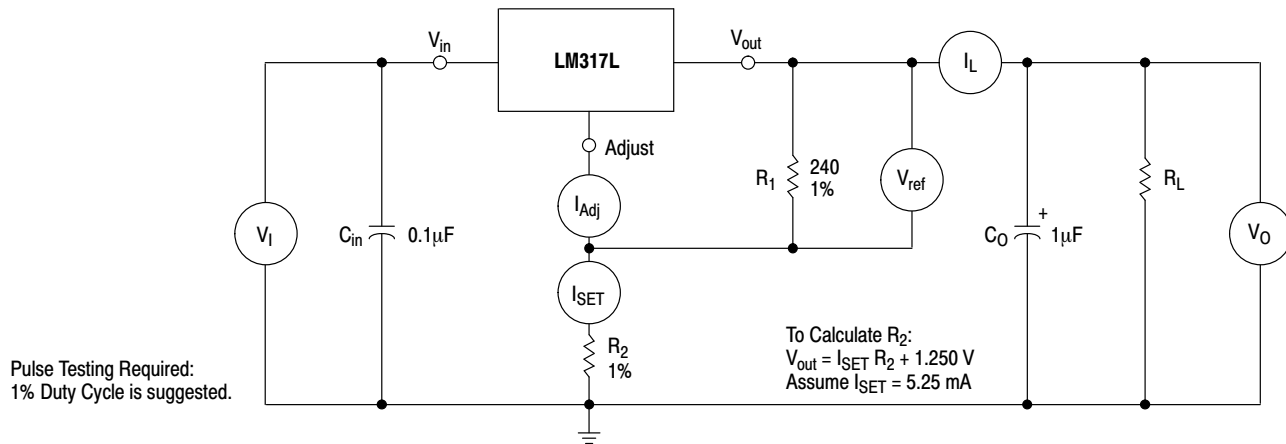 V_in
LM317L
V_out
I_L
Adjust
R_1
240
1%
V_ref
R_L
I_Adj
V_I
C_in
0.1µF
C_O
+
1µF
V_O
I_SET
R_2
1%
To Calculate R_2:
V_out = I_SET R_2 + 1.250 V
Assume I_SET = 5.25 mA
Pulse Testing Required:
1% Duty Cycle is suggested.